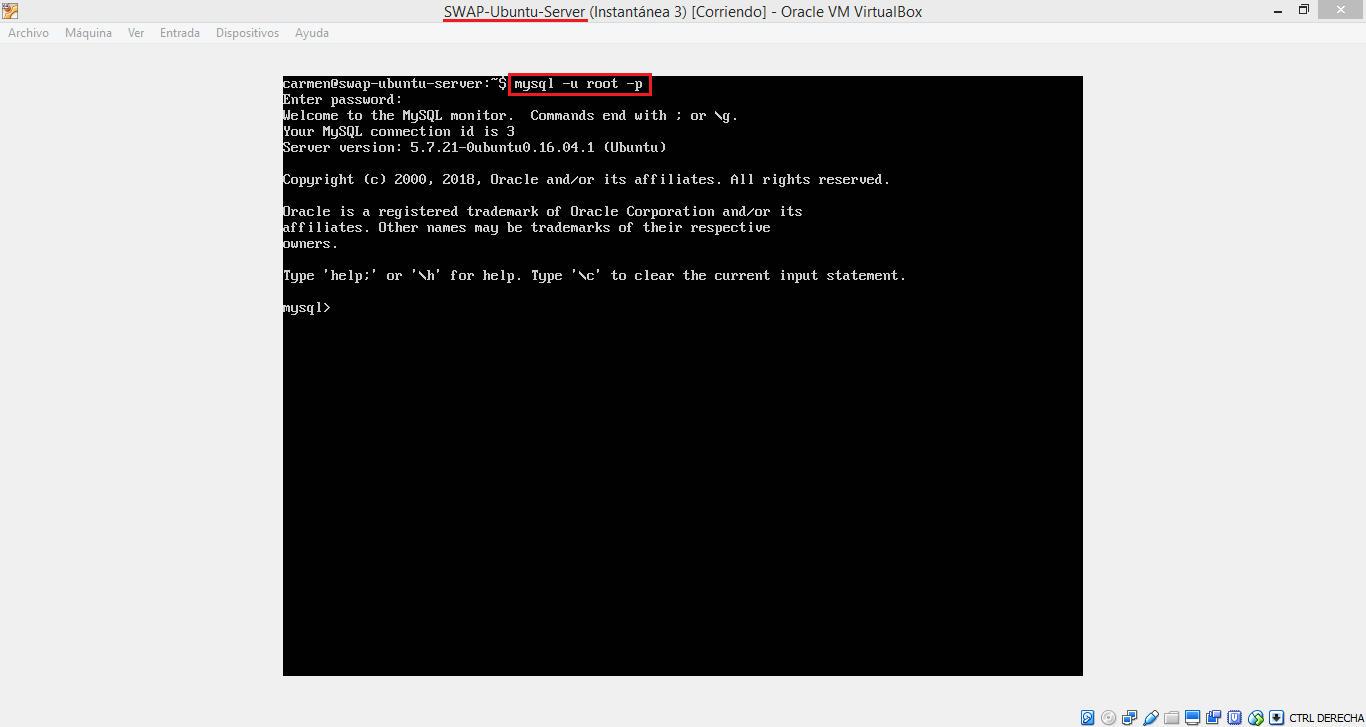 SWAP-Ubuntu-Server (Instantánea 3) [Corriendo] - Oracle VM VirtualBox
Archivo Máquina Ver Entrada Dispositivos Ayuda
carmen@swap-ubuntu-server:~$ mysql -u root -p
Enter password:
Welcome to the MySQL monitor.  Commands end with ; or \g.
Your MySQL connection id is 3
Server version: 5.7.21-0ubuntu0.16.04.1 (Ubuntu)
Copyright (c) 2000, 2018, Oracle and/or its affiliates. All rights reserved.
Oracle is a registered trademark of Oracle Corporation and/or its
affiliates. Other names may be trademarks of their respective
owners.
Type 'help;' or '\h' for help. Type '\c' to clear the current input statement.
mysql>
CTRL DERECHA